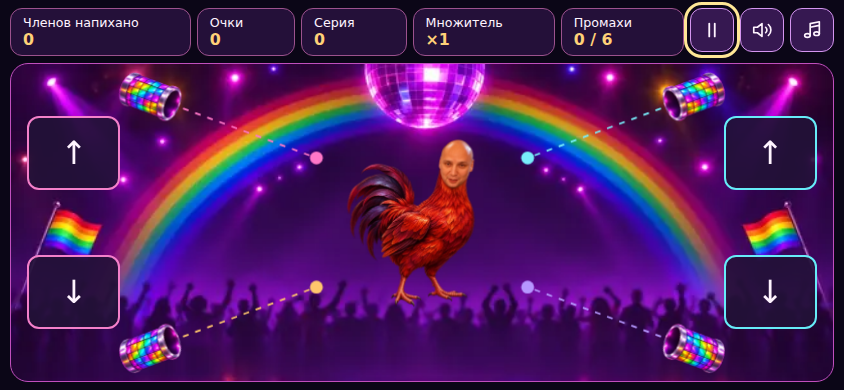 Членов напихано
0
Очки
0
Серия
0
Множитель
×1
Промахи
0 / 6
↑
↑
↓
↓